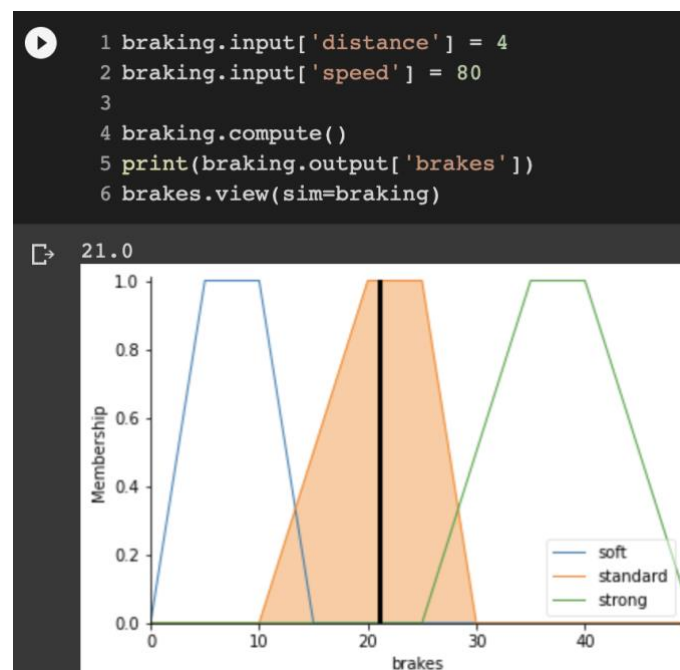 1 braking.input['distance'] = 4
2 braking.input['speed'] = 80
3
4 braking.compute()
5 print(braking.output['brakes'])
6 brakes.view(sim=braking)
21.0
1.0
0.8
0.6
0.4
0.2
0.0
Membership
0 10 20 30 40
brakes
soft
standard
strong